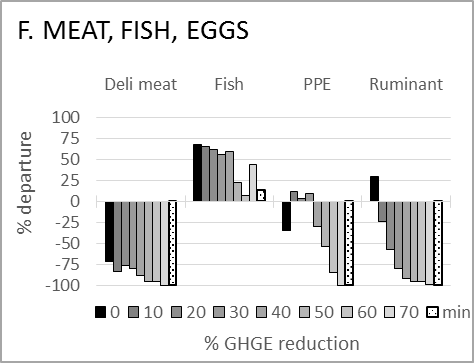 F. MEAT, FISH, EGGS
Deli meat Fish PPE Ruminant
100
75
50
25
0
-25
-50
-75
-100
% departure
0 10 20 30 40 50 60 70 min
% GHGE reduction